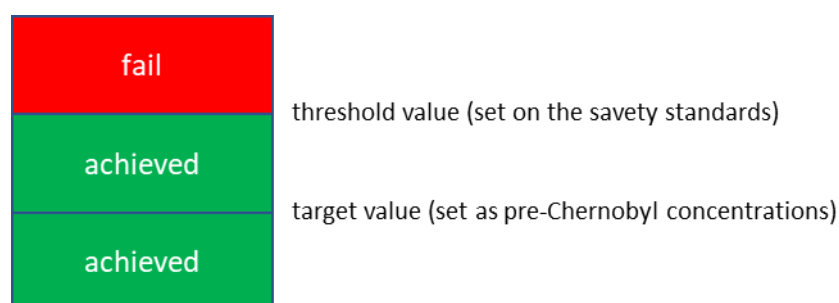 fail
threshold value (set on the savety standards)
achieved
target value (set as pre-Chernobyl concentrations)
achieved